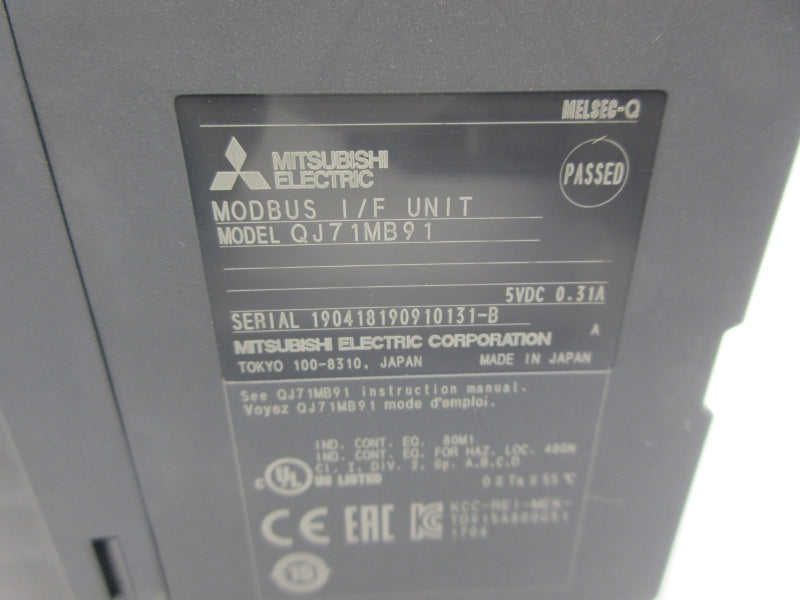 MELSEC-Q
MITSUBISHI
ELECTRIC
PASSED
MODBUS I/F UNIT
MODEL QJ71MB91
5VDC 0.31A
SERIAL 190418190910131-B
A
MITSUBISHI ELECTRIC CORPORATION
TOKYO 100-8310, JAPAN MADE IN JAPAN
See QJ71MB91 instruction manual.
Voyez QJ71MB91 mode d'emploi.
IND. CONT. EQ. 80M1
IND. CONT. EQ. FOR HAZ. LOC.
Cl. I, DIV. 2, Gp. A,B,C,D
C UL US LISTED 0≤Ta≤55℃
CE EAC KC
KCC-REI-MEK-
1704
15